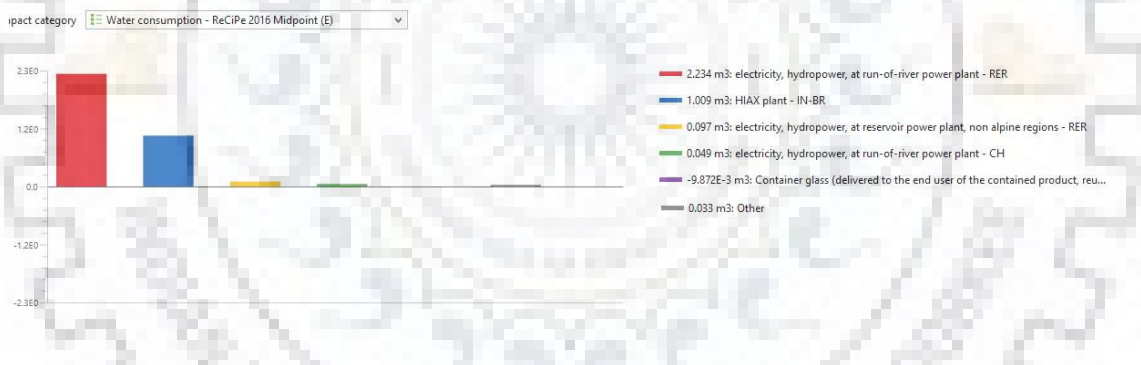 ıpact category
Water consumption - ReCiPe 2016 Midpoint (E)
2.3E0
1.2E0
0.0
-1.2E0
-2.3E0
2.234 m3: electricity, hydropower, at run-of-river power plant - RER
1.009 m3: HIAX plant - IN-BR
0.097 m3: electricity, hydropower, at reservoir power plant, non alpine regions - RER
0.049 m3: electricity, hydropower, at run-of-river power plant - CH
-9.872E-3 m3: Container glass (delivered to the end user of the contained product, reu...
0.033 m3: Other